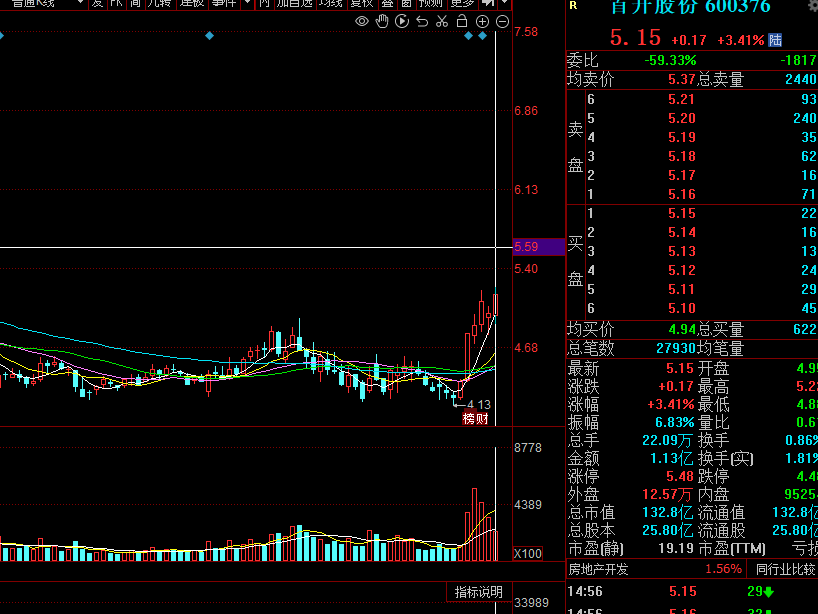 普通K线 发 FK 简 九转 连板 事件 内 加自选 均线 复权 叠 窗 预测 更多
R 首开股份 600376
5.15 +0.17 +3.41% 陆
委比 -59.33% -1817
均卖价 5.37 总卖量 2440
卖盘
6 5.21 93
5 5.20 240
4 5.19 35
3 5.18 62
2 5.17 16
1 5.16 71
买盘
1 5.15 22
2 5.14 16
3 5.13 13
4 5.12 24
5 5.11 29
6 5.10 45
均买价 4.94 总买量 622
总笔数 27930 均笔量
最新 5.15 开盘 4.9
涨跌 +0.17 最高 5.2
涨幅 +3.41% 最低 4.8
振幅 6.83% 量比 0.6
总手 22.09万 换手 0.86%
金额 1.13亿 换手(实) 1.81%
涨停 5.48 跌停 4.4
外盘 12.57万 内盘 9525
总市值 132.8亿 流通值 132.8亿
总股本 25.80亿 流通股 25.80亿
市盈(静) 19.19 市盈(TTM) 亏损
房地产开发 1.56% 同行业比较
14:56 5.15 29
14:56 5.16
7.58
6.86
6.13
5.59
5.40
4.68
4.13
榜 财
8778
4389
X100
指标说明
33989